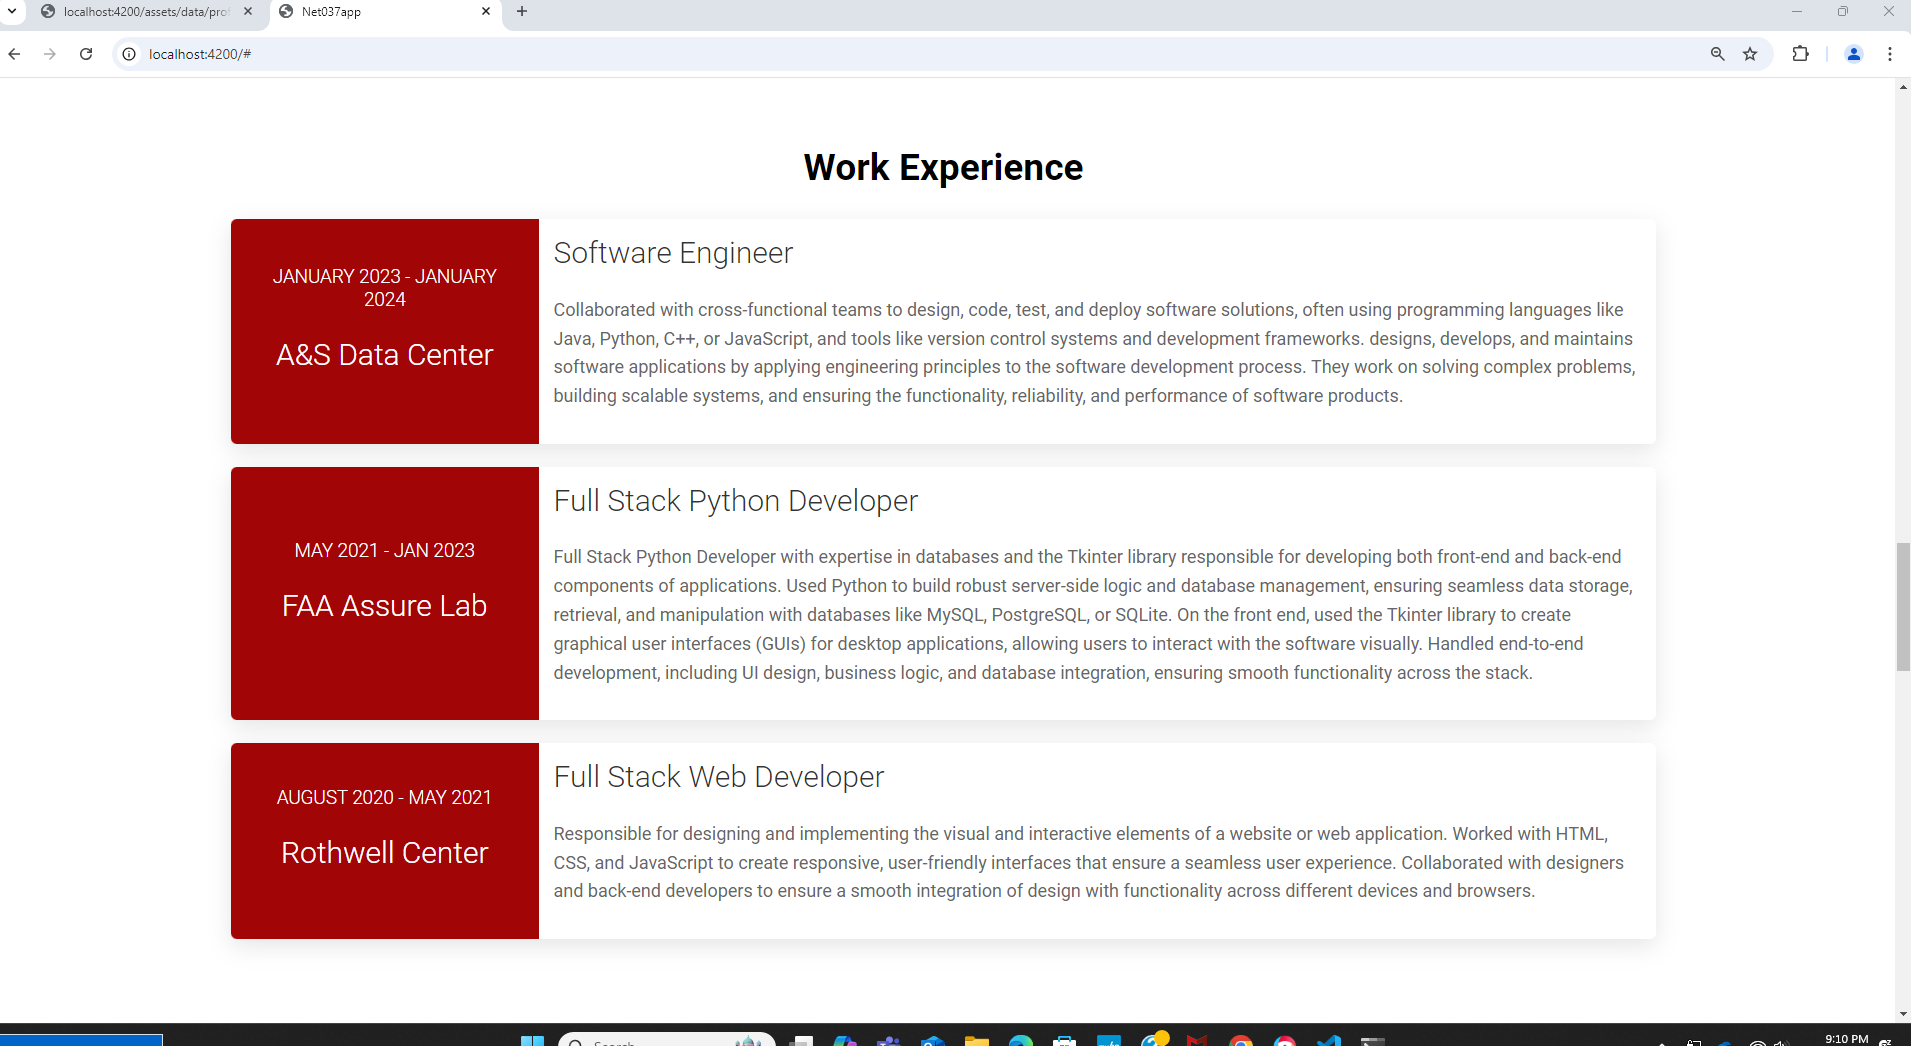 localhost:4200/assets/data/prof
Net037app
localhost:4200/#
Work Experience
JANUARY 2023 - JANUARY
2024
A&S Data Center
Software Engineer
Collaborated with cross-functional teams to design, code, test, and deploy software solutions, often using programming languages like
Java, Python, C++, or JavaScript, and tools like version control systems and development frameworks. designs, develops, and maintains
software applications by applying engineering principles to the software development process. They work on solving complex problems,
building scalable systems, and ensuring the functionality, reliability, and performance of software products.
MAY 2021 - JAN 2023
FAA Assure Lab
Full Stack Python Developer
Full Stack Python Developer with expertise in databases and the Tkinter library responsible for developing both front-end and back-end
components of applications. Used Python to build robust server-side logic and database management, ensuring seamless data storage,
retrieval, and manipulation with databases like MySQL, PostgreSQL, or SQLite. On the front end, used the Tkinter library to create
graphical user interfaces (GUIs) for desktop applications, allowing users to interact with the software visually. Handled end-to-end
development, including UI design, business logic, and database integration, ensuring smooth functionality across the stack.
AUGUST 2020 - MAY 2021
Rothwell Center
Full Stack Web Developer
Responsible for designing and implementing the visual and interactive elements of a website or web application. Worked with HTML,
CSS, and JavaScript to create responsive, user-friendly interfaces that ensure a seamless user experience. Collaborated with designers
and back-end developers to ensure a smooth integration of design with functionality across different devices and browsers.
Search
9:10 PM